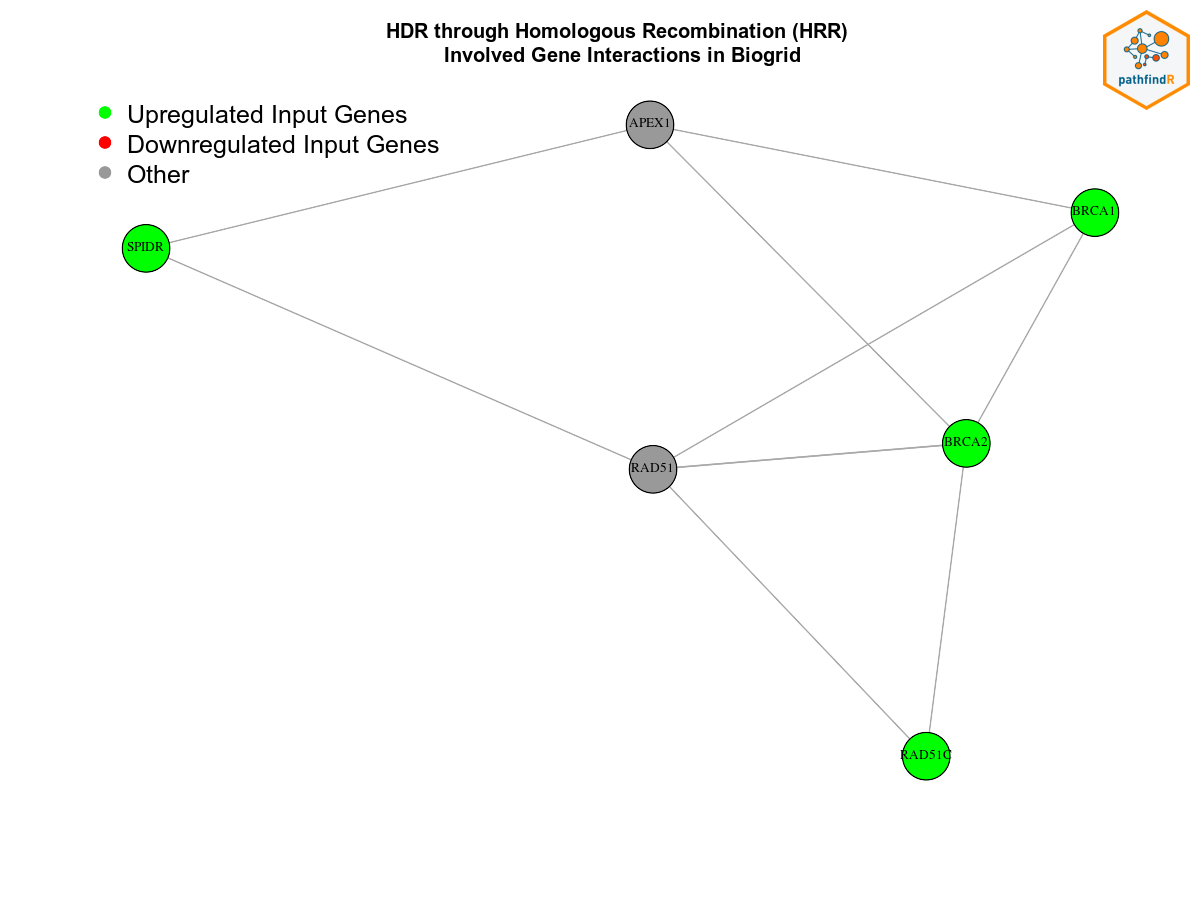 HDR through Homologous Recombination (HRR)
Involved Gene Interactions in Biogrid
pathfindR
Upregulated Input Genes
Downregulated Input Genes
Other
APEX1
BRCA1
SPIDR
BRCA2
RAD51
RAD51C